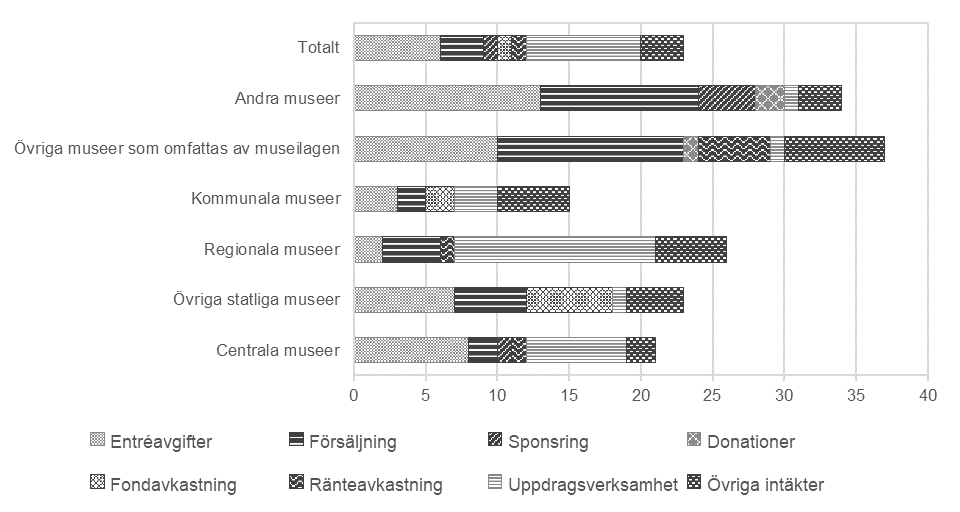 Totalt
Andra museer
Övriga museer som omfattas av museilagen
Kommunala museer
Regionala museer
Övriga statliga museer
Centrala museer
0 5 10 15 20 25 30 35 40
Entréavgifter Försäljning Sponsring Donationer
Fondavkastning Ränteavkastning Uppdragsverksamhet Övriga intäkter